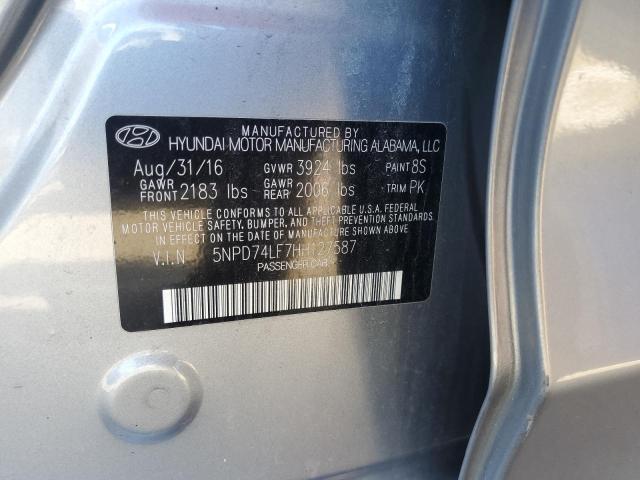 MANUFACTURED BY
HYUNDAI MOTOR MANUFACTURING ALABAMA, LLC
Aug/31/16 GVWR 3924 lbs PAINT 8S
GAWR FRONT 2183 lbs GAWR REAR 2006 lbs TRIM PK
THIS VEHICLE CONFORMS TO ALL APPLICABLE U.S.A. FEDERAL
MOTOR VEHICLE SAFETY, BUMPER, AND THEFT PREVENTION STANDARDS
IN EFFECT ON THE DATE OF MANUFACTURE SHOWN ABOVE.
V.I.N 5NPD74LF7HH127587
PASSENGER CAR